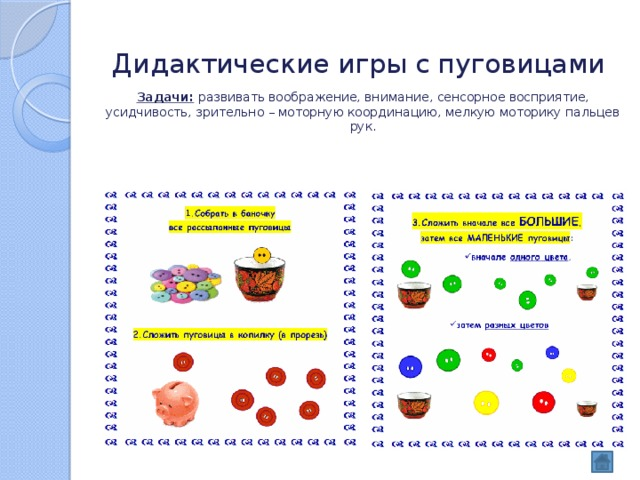 Дидактические игры с пуговицами
Задачи: развивать воображение, внимание, сенсорное восприятие,
усидчивость, зрительно – моторную координацию, мелкую моторику пальцев
рук.
1.Собрать в баночку
все рассыпанные пуговицы
2.Сложить пуговицы в копилку (в прорезь)
3.Сложить вначале все БОЛЬШИЕ,
затем все МАЛЕНЬКИЕ пуговицы:
✓вначале одного цвета,
✓затем разных цветов